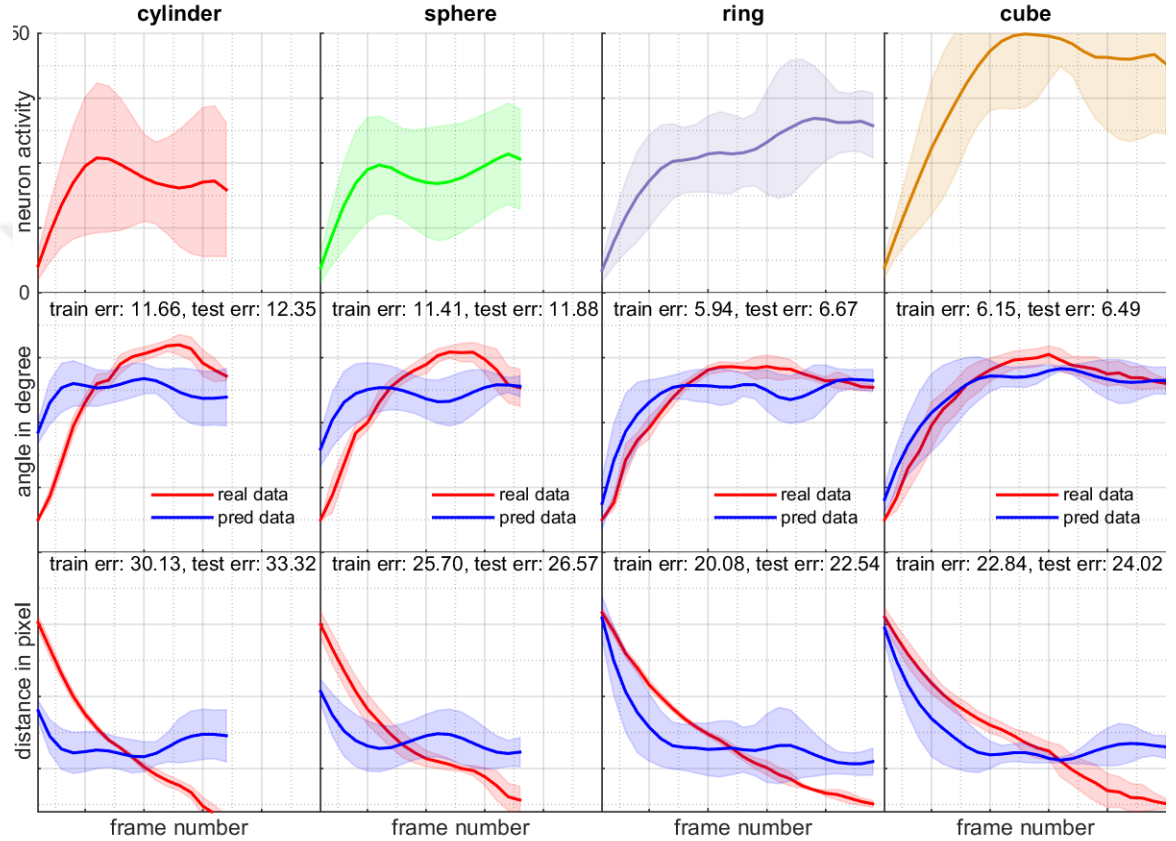 cylinder sphere ring cube
50
neuron activity
0
train err: 11.66, test err: 12.35 train err: 11.41, test err: 11.88 train err: 5.94, test err: 6.67 train err: 6.15, test err: 6.49
angle in degree
real data real data real data real data
pred data pred data pred data pred data
train err: 30.13, test err: 33.32 train err: 25.70, test err: 26.57 train err: 20.08, test err: 22.54 train err: 22.84, test err: 24.02
distance in pixel
frame number frame number frame number frame number